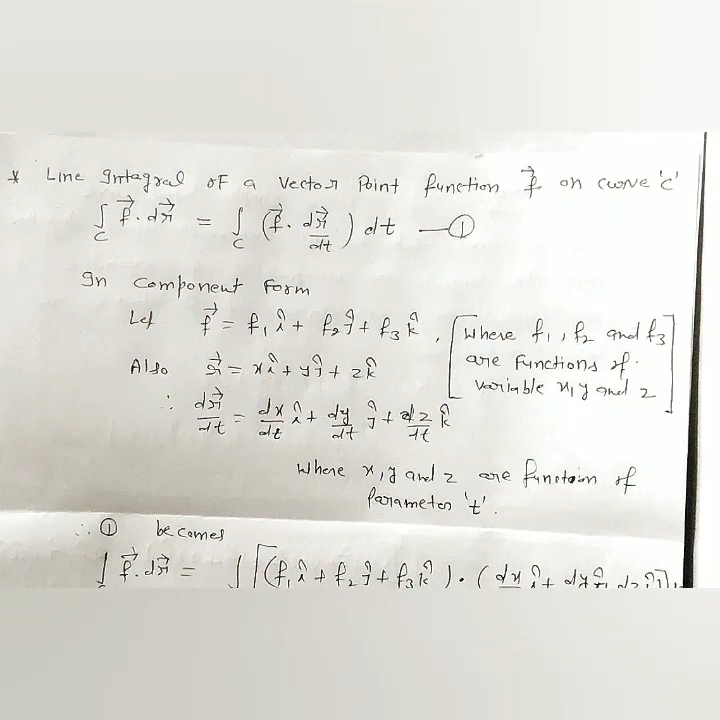 * Line Integral of a Vector Point function f⃗ on curve 'c'
∫_C f⃗ . dr⃗ = ∫_C (f⃗ . dr⃗/dt) dt — ①
In Component Form
Let f⃗ = f₁ î + f₂ ĵ + f₃ k̂ , [where f₁, f₂ and f₃
are functions of
variable x, y and z]
Also r⃗ = x î + y ĵ + z k̂
∴ dr⃗/dt = dx/dt î + dy/dt ĵ + dz/dt k̂
Where x, y and z are function of
Parameter 't'.
∴ ① becomes
∫ f⃗ . dr⃗ = ∫ [(f₁ î + f₂ ĵ + f₃ k̂) . (dx î + dy